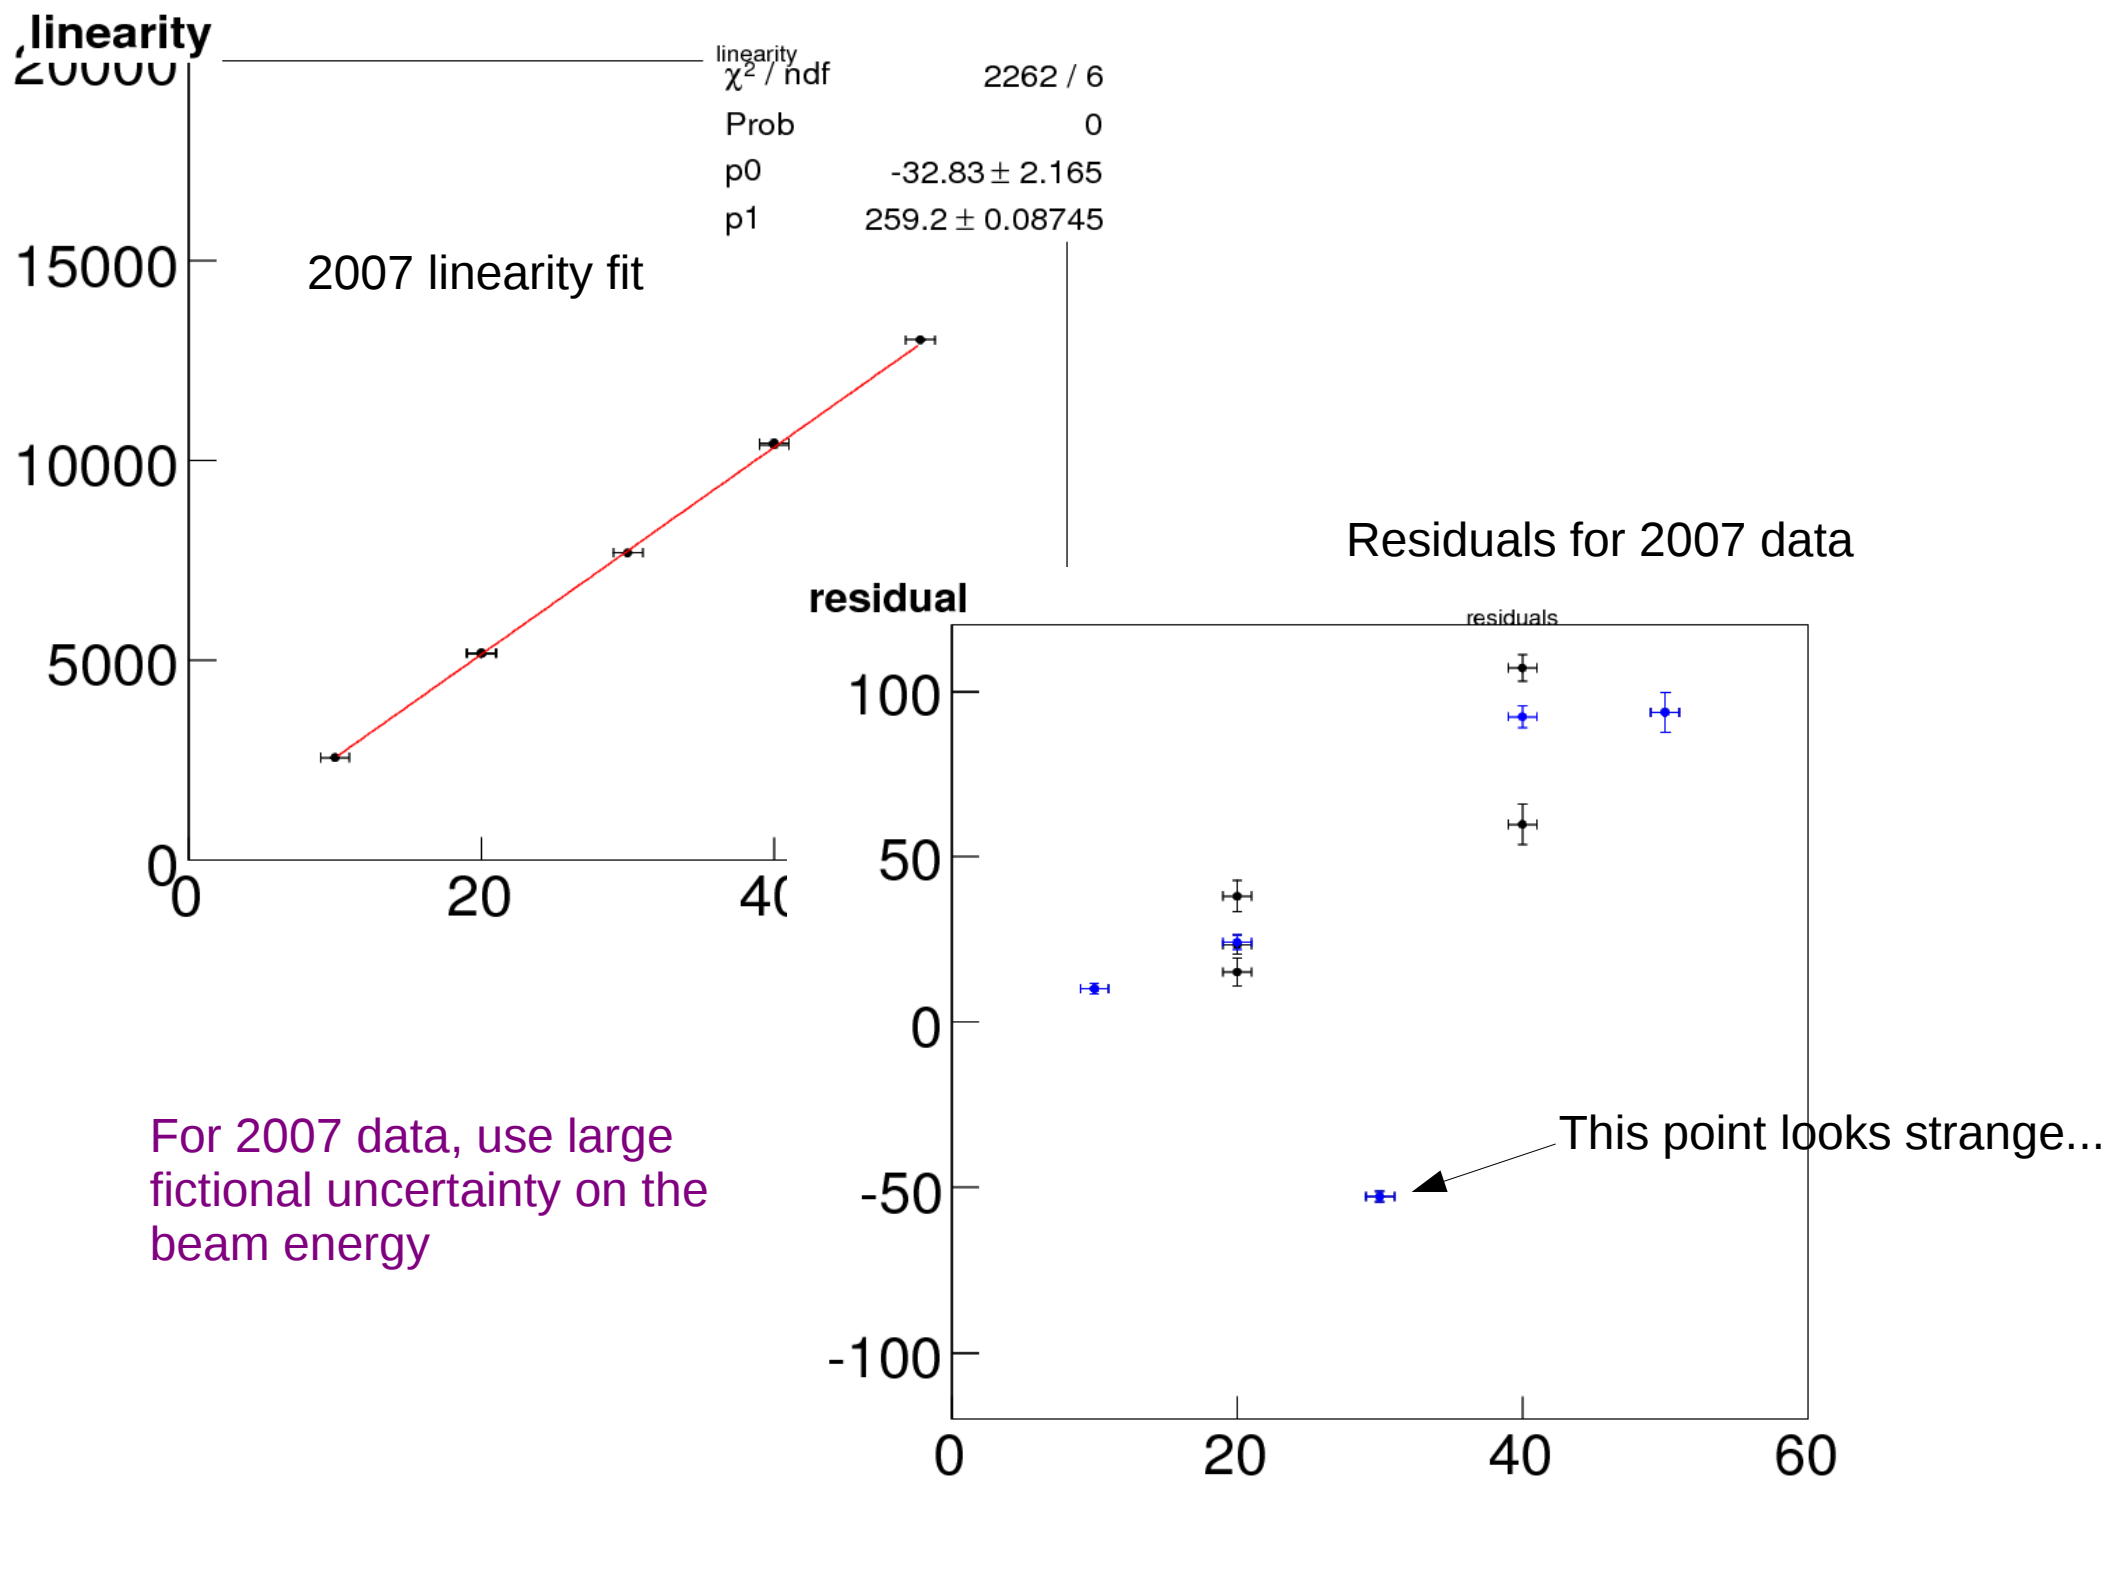 linearity
20000
linearity
χ² / ndf 2262 / 6
Prob 0
p0 -32.83 ± 2.165
p1 259.2 ± 0.08745
15000
2007 linearity fit
10000
5000
0
0 20 40
Residuals for 2007 data
residual
residuals
100
50
0
-50
-100
0 20 40 60
This point looks strange...
For 2007 data, use large
fictional uncertainty on the
beam energy